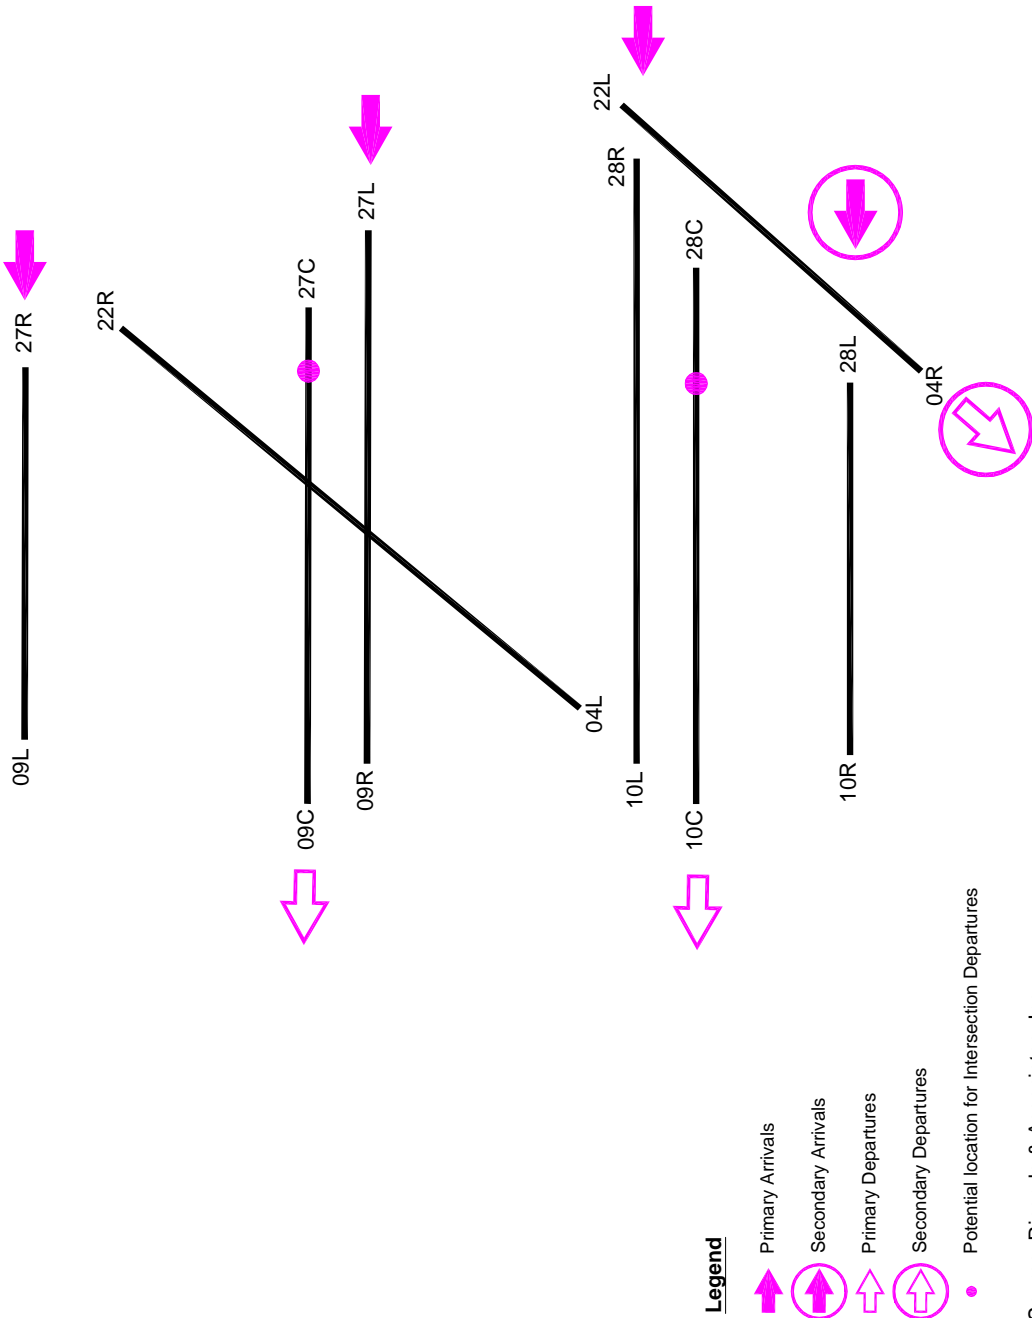 27R
09L
22R
04L
27C
09C
27L
09R
22L
04R
28R
10L
28C
10C
28L
10R
Legend
Primary Arrivals
Secondary Arrivals
Primary Departures
Secondary Departures
Potential location for Intersection Departures